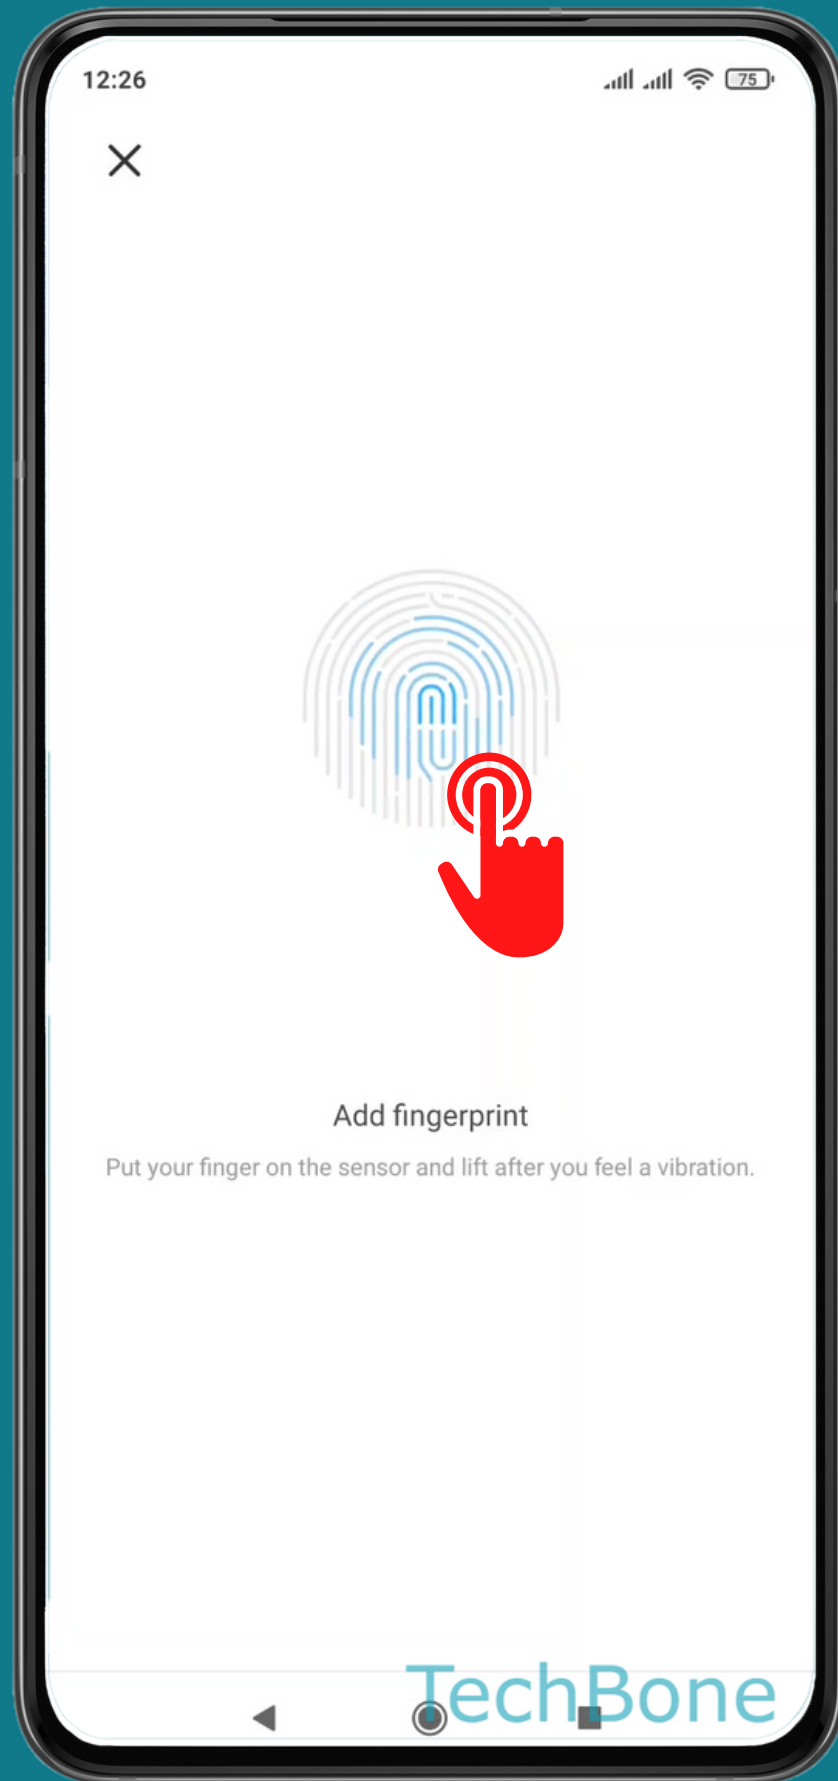 12:26
75
Add fingerprint
Put your finger on the sensor and lift after you feel a vibration.
TechBone